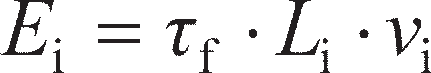 E_i = τ_f · L_i · v_i